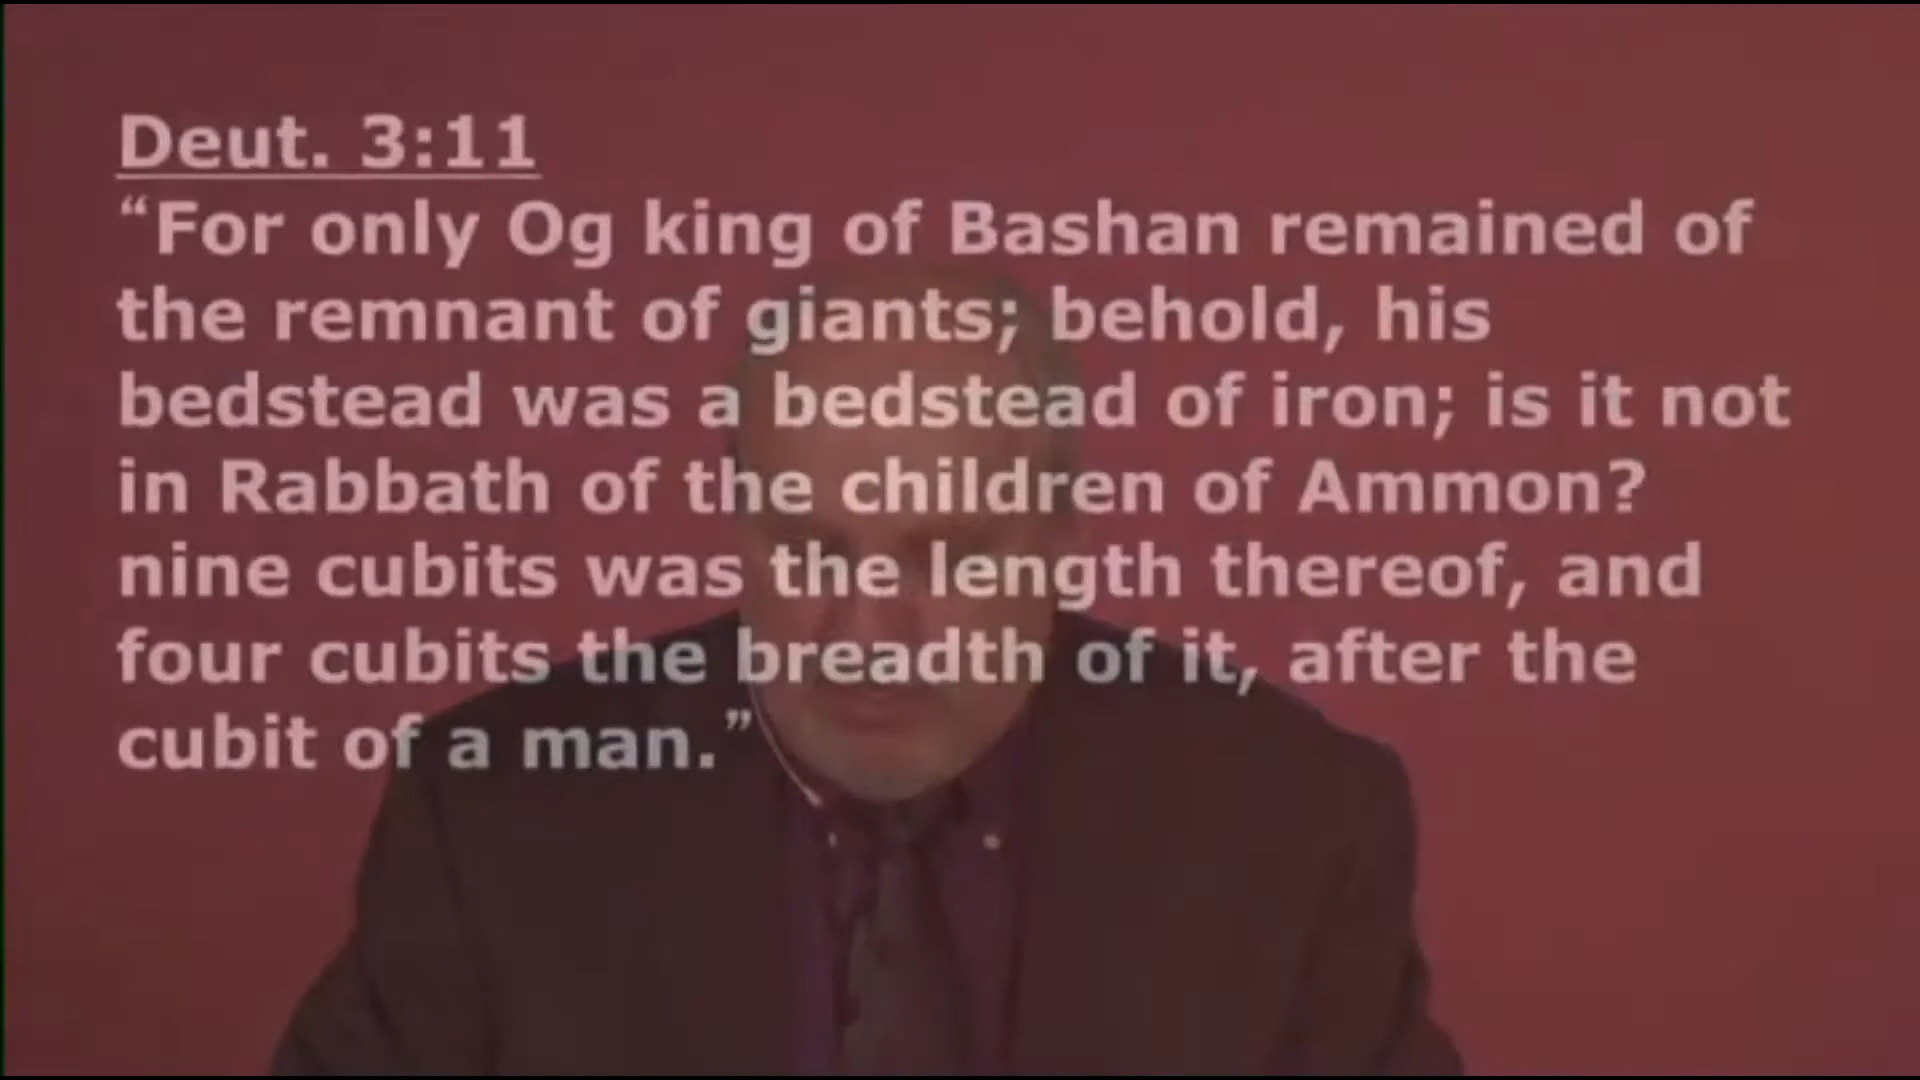 Deut. 3:11
“For only Og king of Bashan remained of
the remnant of giants; behold, his
bedstead was a bedstead of iron; is it not
in Rabbath of the children of Ammon?
nine cubits was the length thereof, and
four cubits the breadth of it, after the
cubit of a man.”